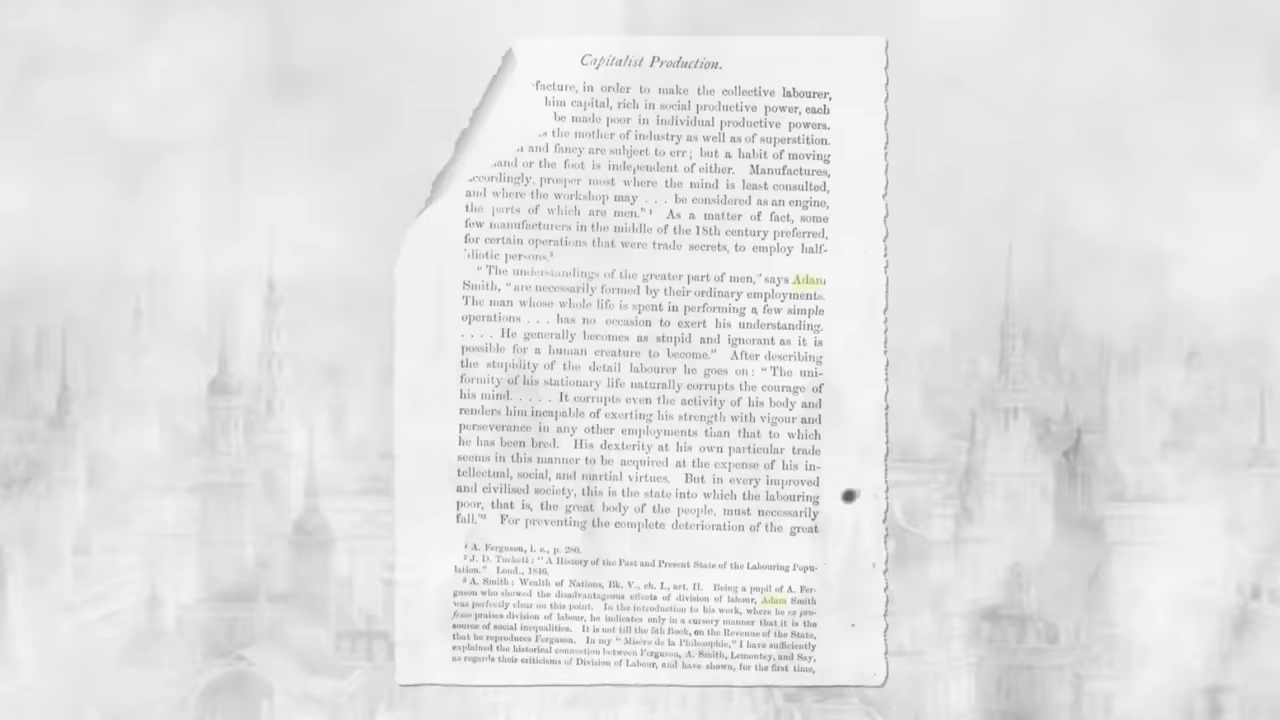 Capitalist Production.
facture, in order to make the collective labourer,
him capital, rich in social productive power, each
be made poor in individual productive powers.
s the mother of industry as well as of superstition.
n and fancy are subject to err; but a habit of moving
and or the foot is independent of either. Manufactures,
ccordingly, prosper most where the mind is least consulted,
and where the workshop may . . . be considered as an engine,
the parts of which are men." ¹ As a matter of fact, some
few manufacturers in the middle of the 18th century preferred,
for certain operations that were trade secrets, to employ half-
idiotic persons.²
"The understandings of the greater part of men," says Adam
Smith, "are necessarily formed by their ordinary employments.
The man whose whole life is spent in performing a few simple
operations . . . has no occasion to exert his understanding.
. . . . He generally becomes as stupid and ignorant as it is
possible for a human creature to become." After describing
the stupidity of the detail labourer he goes on: "The uni-
formity of his stationary life naturally corrupts the courage of
his mind. . . . . It corrupts even the activity of his body and
renders him incapable of exerting his strength with vigour and
perseverance in any other employments than that to which
he has been bred. His dexterity at his own particular trade
seems in this manner to be acquired at the expense of his in-
tellectual, social, and martial virtues. But in every improved
and civilised society, this is the state into which the labouring
poor, that is, the great body of the people, must necessarily
fall."³ For preventing the complete deterioration of the great
¹ A. Ferguson, l. c., p. 280.
² J. D. Tuckett: "A History of the Past and Present State of the Labouring Popu-
lation." Lond., 1846.
³ A. Smith: Wealth of Nations, Bk. V., ch. I., art. II. Being a pupil of A. Fer-
guson who showed the disadvantageous effects of division of labour, Adam Smith
was perfectly clear on this point. In the introduction to his work, where he ex pro-
fesso praises division of labour, he indicates only in a cursory manner that it is the
source of social inequalities. It is not till the 5th Book, on the Revenue of the State,
that he reproduces Ferguson. In my "Misère de la Philosophie," I have sufficiently
explained the historical connection between Ferguson, A. Smith, Lemontey, and Say,
as regards their criticisms of Division of Labour, and have shown, for the first time,